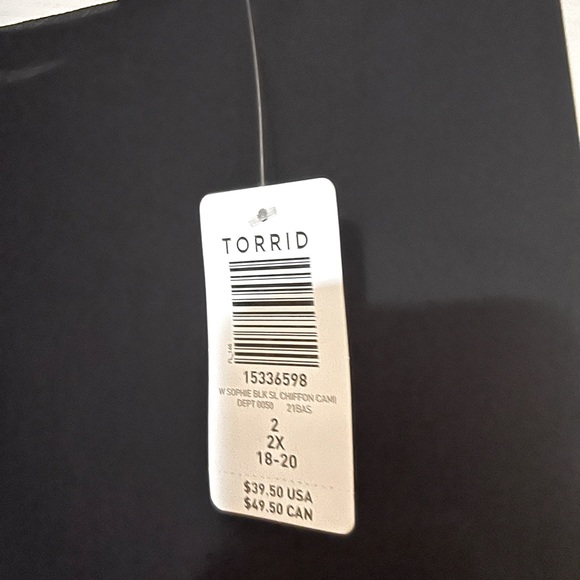 TORRID
15336598
W SOPHIE BLK SL CHIFFON CAMI
DEPT 0050 21BAS
2
2X
18-20
$39.50 USA
$49.50 CAN